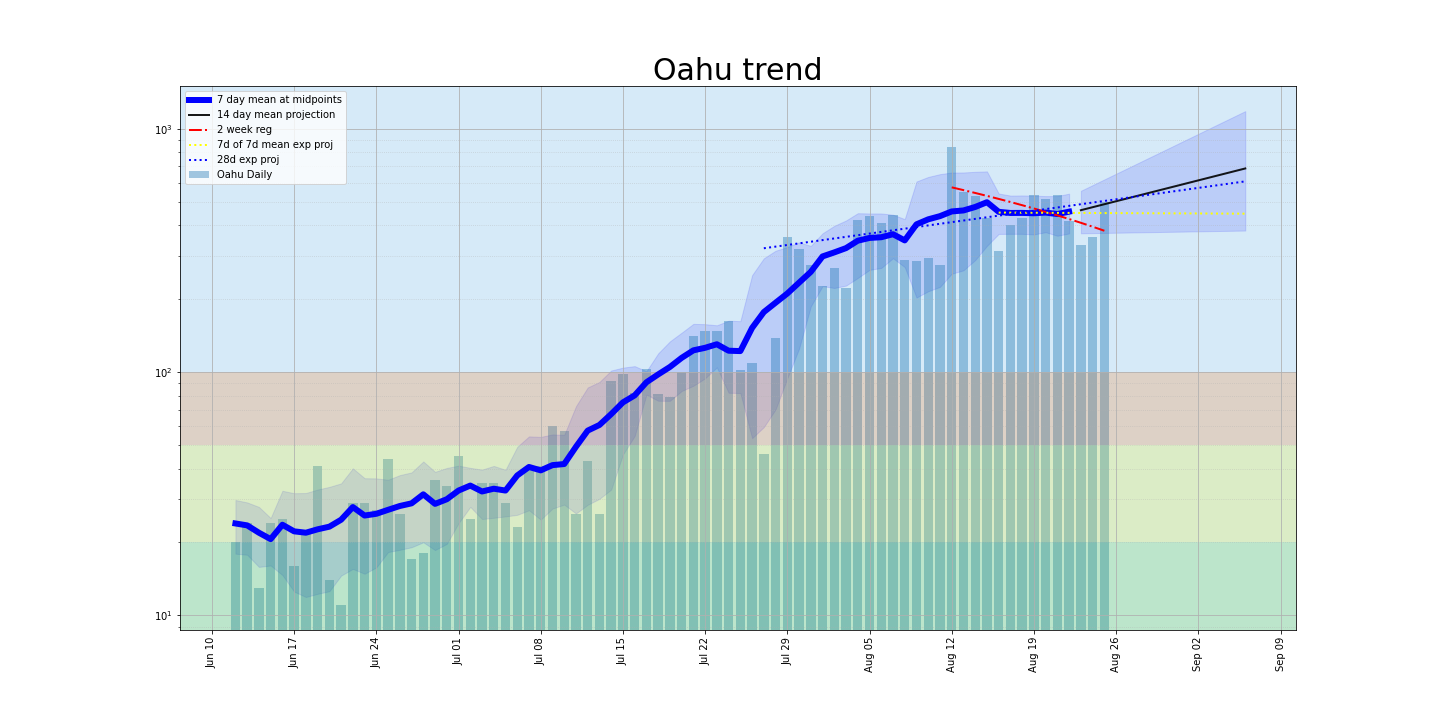 Oahu trend
7 day mean at midpoints
14 day mean projection
2 week reg
7d of 7d mean exp proj
28d exp proj
Oahu Daily
10³
10²
10¹
Jun 10
Jun 17
Jun 24
Jul 01
Jul 08
Jul 15
Jul 22
Jul 29
Aug 05
Aug 12
Aug 19
Aug 26
Sep 02
Sep 09